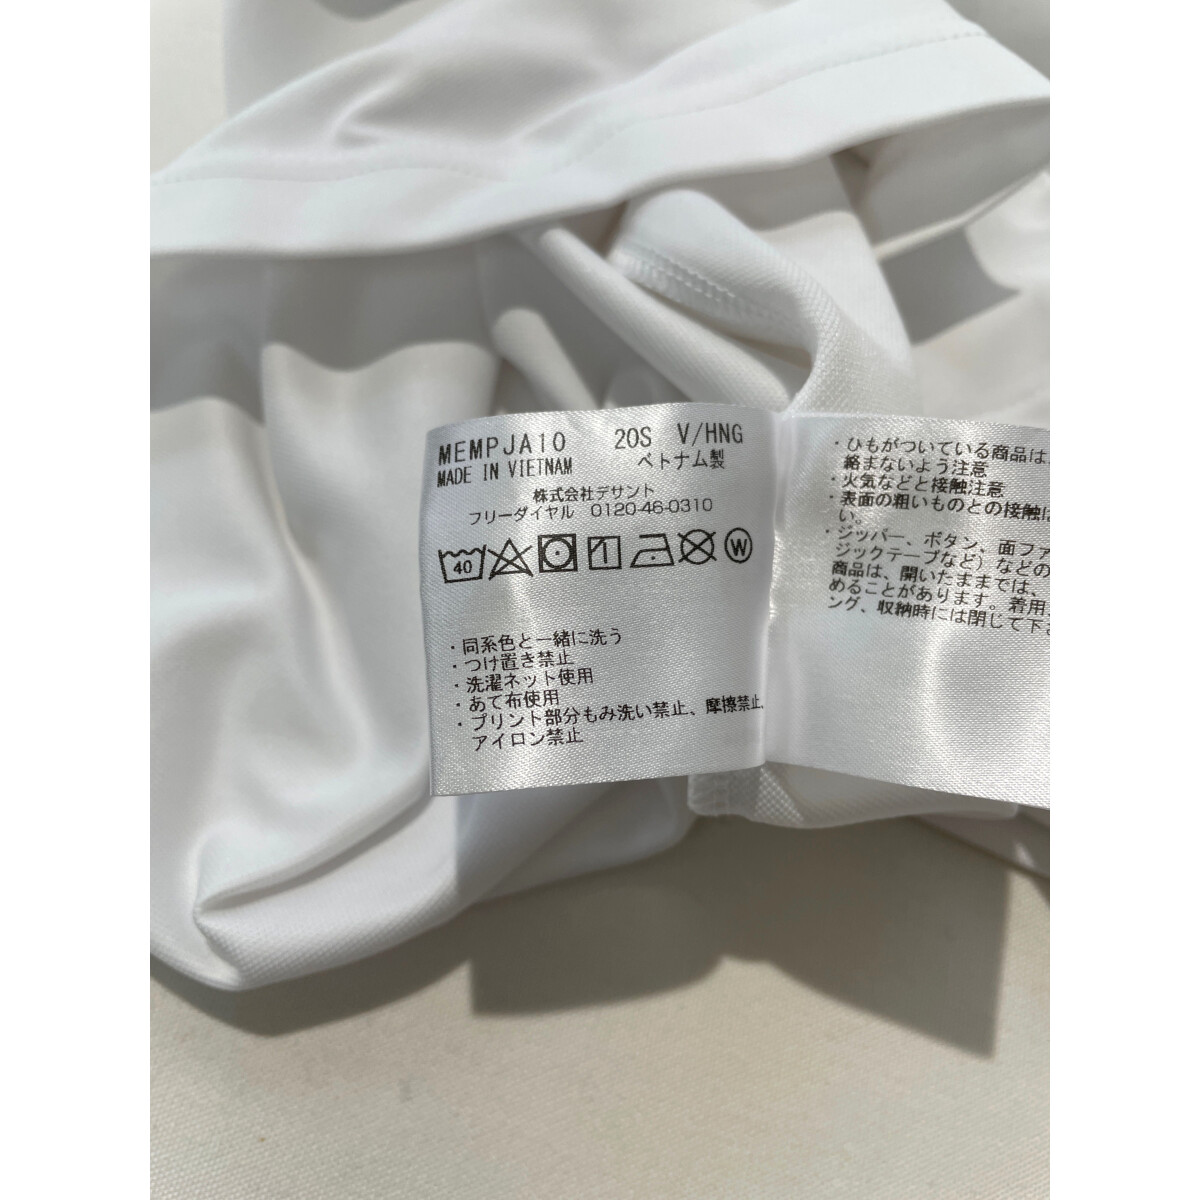 MEMPJA10 20S V/HNG
MADE IN VIETNAM ベトナム製
株式会社デサント
フリーダイヤル 0120-46-0310
40 W
・同系色と一緒に洗う
・つけ置き禁止
・洗濯ネット使用
・あて布使用
・プリント部分もみ洗い禁止、摩擦禁止、
アイロン禁止
・ひもがついている商品は、
絡まないよう注意
・火気などと接触注意
・表面の粗いものとの接触は
い。
・ジッパー、ボタン、面ファ
ジックテープなど）などの
商品は、開いたままでは、
めることがあります。着用、
ング、収納時には閉じて下さ